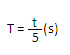 T = t/5 (s)